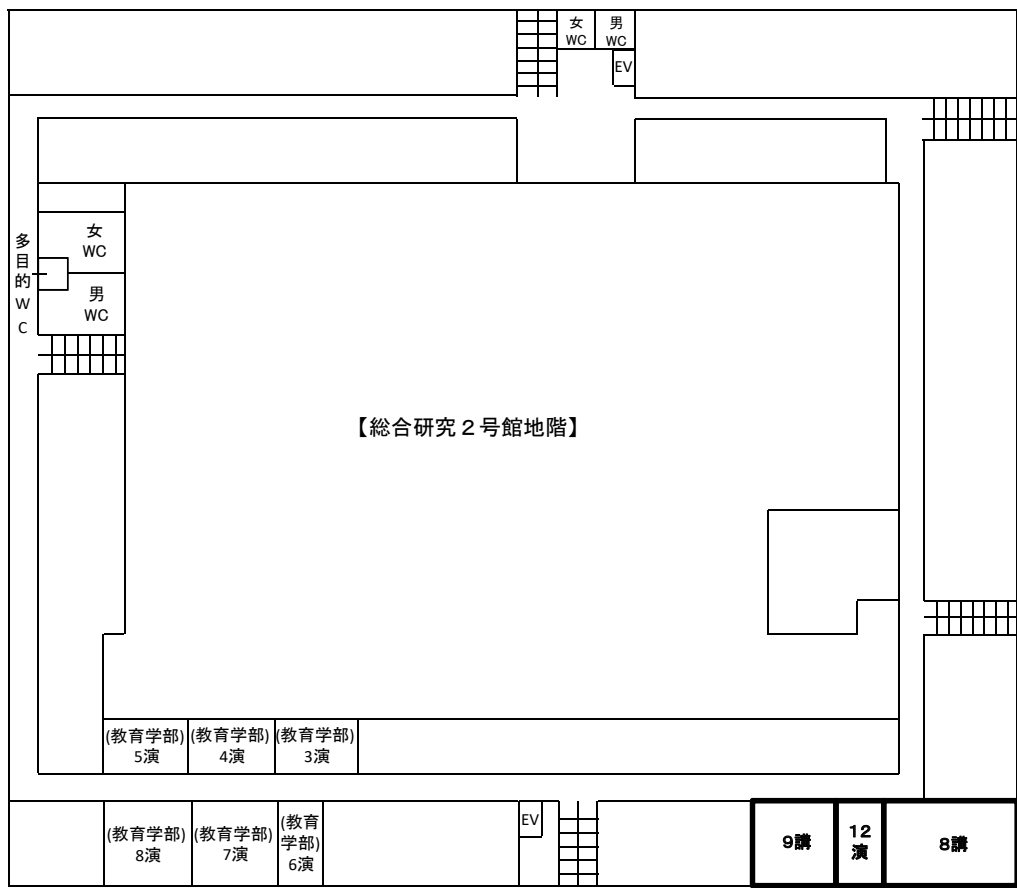 女
WC
男
WC
EV
多目的WC
女
WC
男
WC
【総合研究２号館地階】
(教育学部)
5演
(教育学部)
4演
(教育学部)
3演
(教育学部)
8演
(教育学部)
7演
(教育
学部)
6演
EV
9講
12
演
8講